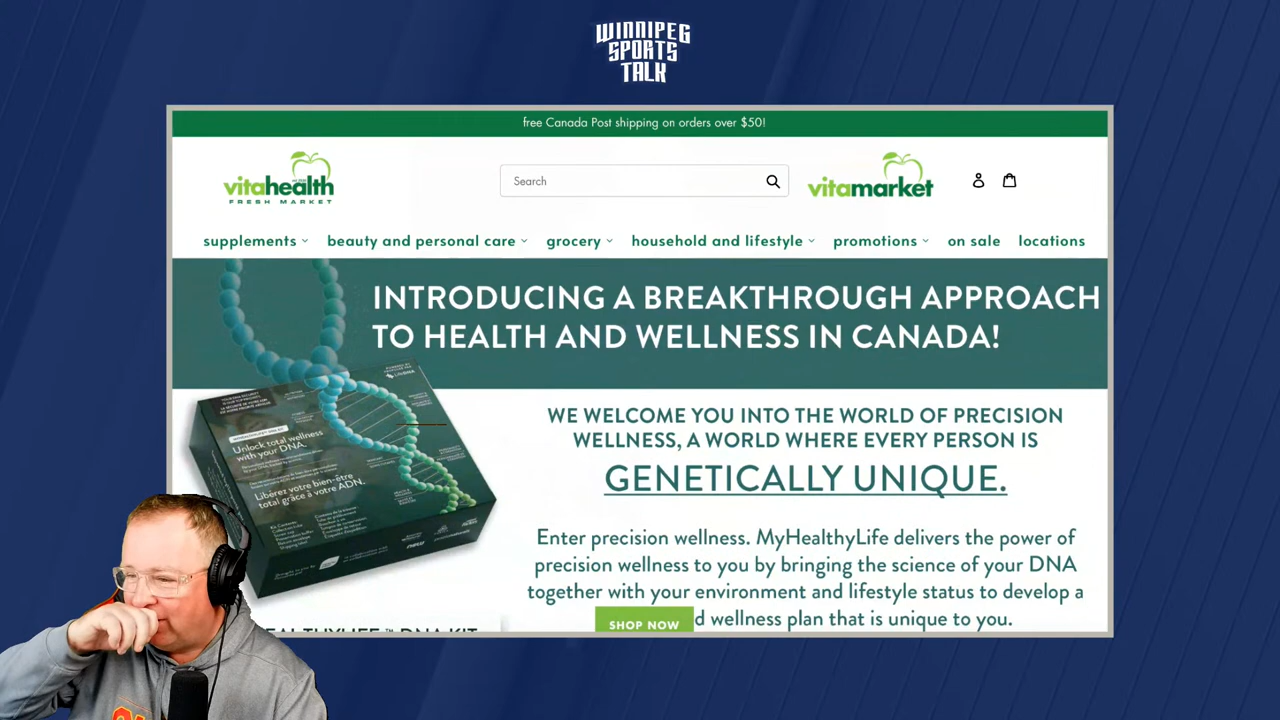 WINNIPEG
SPORTS
TALK
free Canada Post shipping on orders over $50!
vitahealth
FRESH MARKET
Search
vitamarket
supplements
beauty and personal care
grocery
household and lifestyle
promotions
on sale
locations
INTRODUCING A BREAKTHROUGH APPROACH
TO HEALTH AND WELLNESS IN CANADA!
Unlock total wellness
with your DNA.
Libérez votre bien-être
total grâce à votre ADN.
WE WELCOME YOU INTO THE WORLD OF PRECISION
WELLNESS, A WORLD WHERE EVERY PERSON IS
GENETICALLY UNIQUE.
Enter precision wellness. MyHealthyLife delivers the power of
precision wellness to you by bringing the science of your DNA
together with your environment and lifestyle status to develop a
d wellness plan that is unique to you.
SHOP NOW